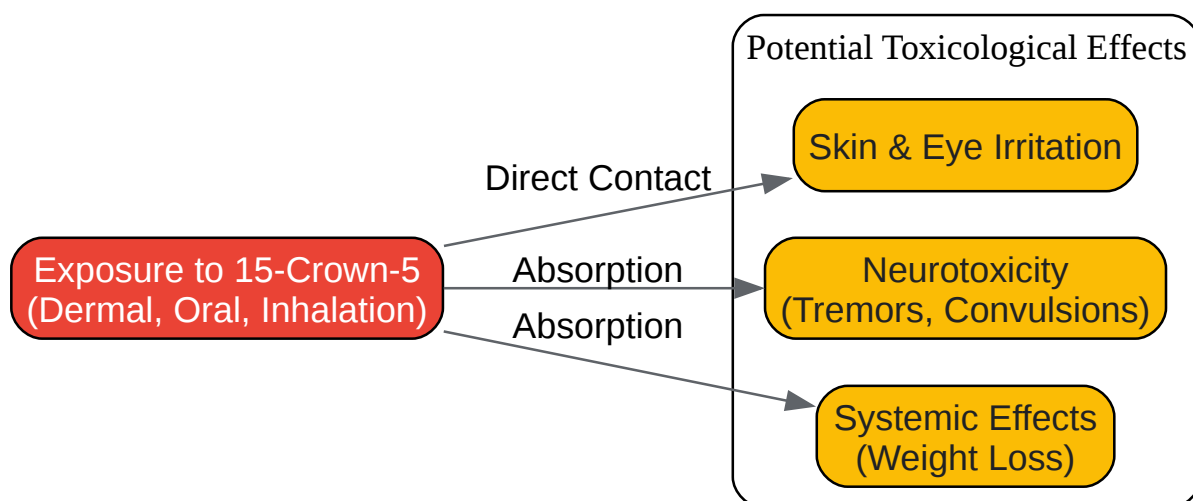 Potential Toxicological Effects
Skin & Eye Irritation
Direct Contact
Exposure to 15-Crown-5
(Dermal, Oral, Inhalation)
Absorption
Neurotoxicity
(Tremors, Convulsions)
Absorption
Systemic Effects
(Weight Loss)